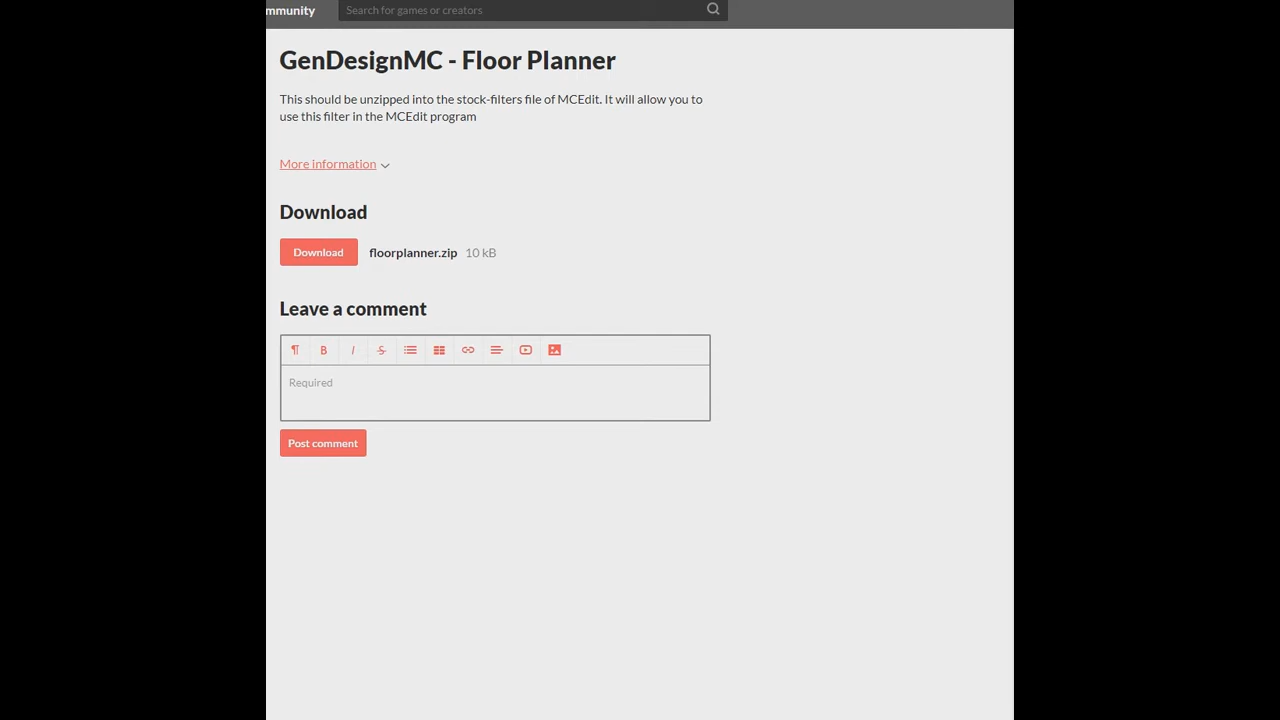 mmunity
Search for games or creators
GenDesignMC - Floor Planner
This should be unzipped into the stock-filters file of MCEdit. It will allow you to
use this filter in the MCEdit program
More information
Download
Download floorplanner.zip 10 kB
Leave a comment
Required
Post comment